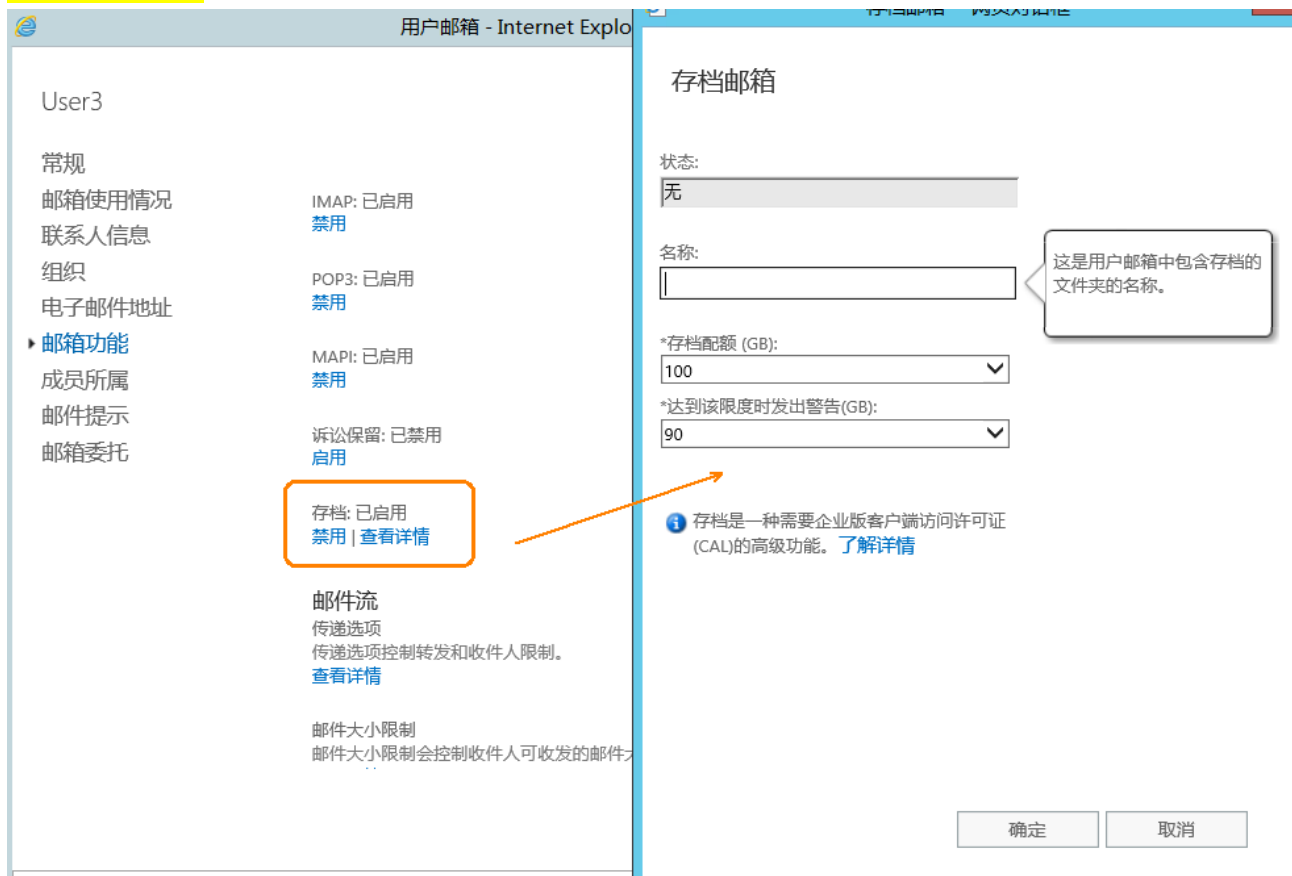 用户邮箱 - Internet Explo
User3
常规
邮箱使用情况
联系人信息
组织
电子邮件地址
邮箱功能
成员所属
邮件提示
邮箱委托
IMAP: 已启用
禁用
POP3: 已启用
禁用
MAPI: 已启用
禁用
诉讼保留: 已禁用
启用
存档: 已启用
禁用 | 查看详情
邮件流
传递选项
传递选项控制转发和收件人限制。
查看详情
邮件大小限制
邮件大小限制会控制收件人可收发的邮件大
存档邮箱 -- 网页对话框
存档邮箱
状态:
无
名称:
这是用户邮箱中包含存档的
文件夹的名称。
*存档配额 (GB):
100
*达到该限度时发出警告(GB):
90
存档是一种需要企业版客户端访问许可证
(CAL)的高级功能。了解详情
确定
取消